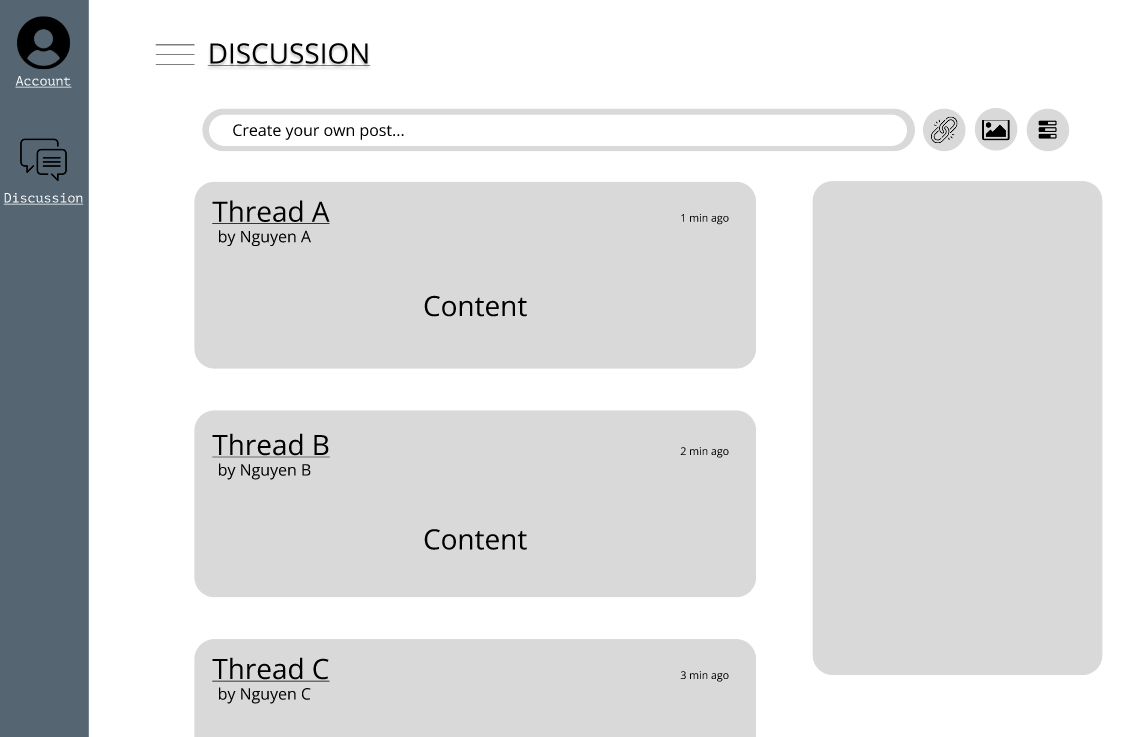 Account
Discussion
DISCUSSION
Create your own post...
Thread A
1 min ago
by Nguyen A
Content
Thread B
2 min ago
by Nguyen B
Content
Thread C
3 min ago
by Nguyen C